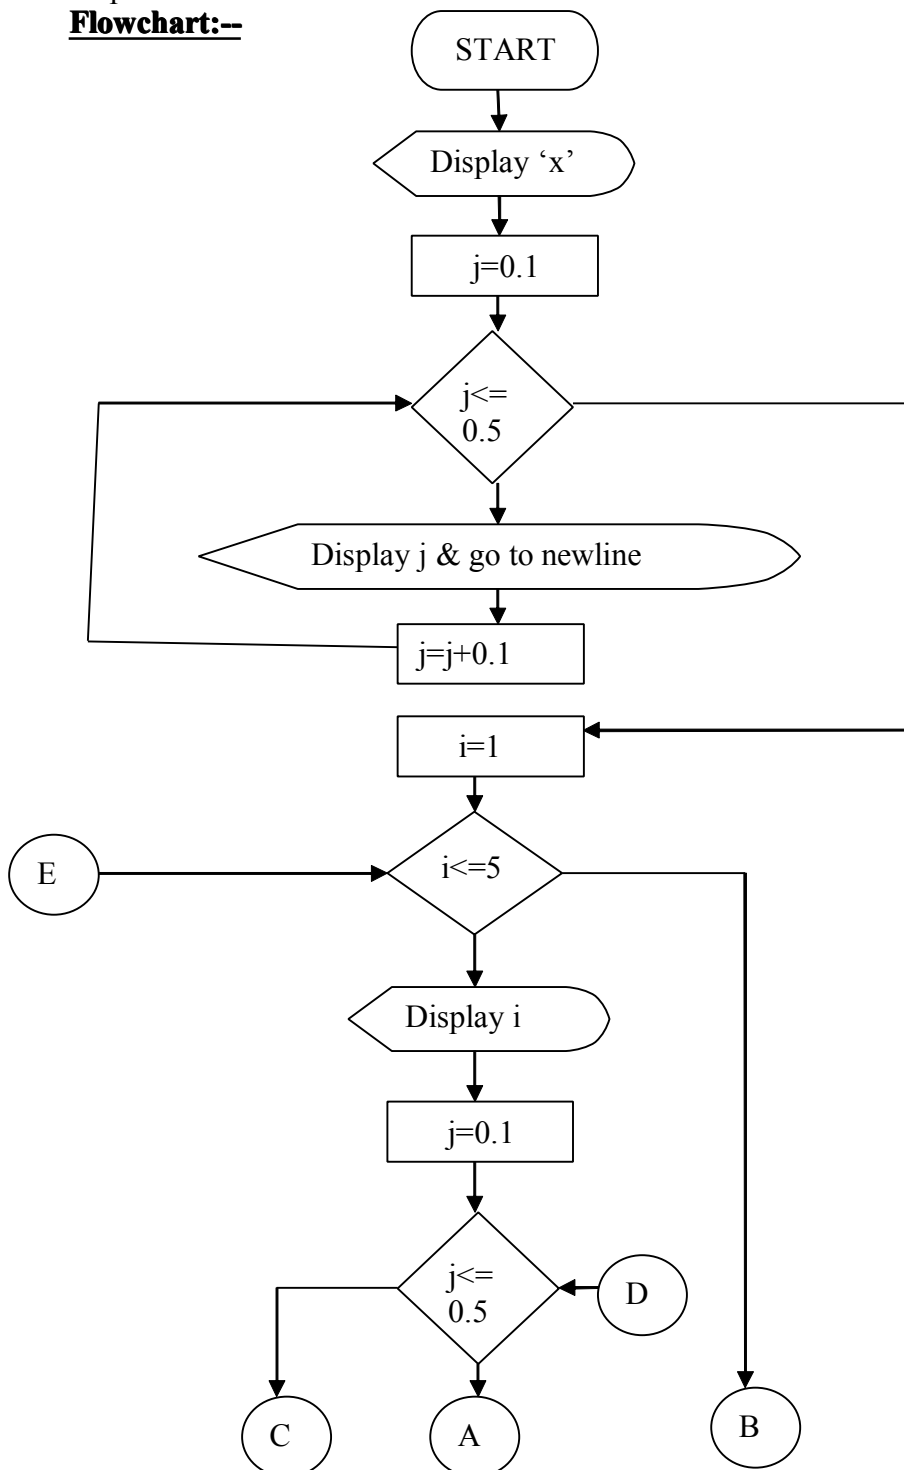 Flowchart:--
START
Display ‘x’
j=0.1
j<=
0.5
Display j & go to newline
j=j+0.1
i=1
E
i<=5
Display i
j=0.1
j<=
0.5
D
C
A
B